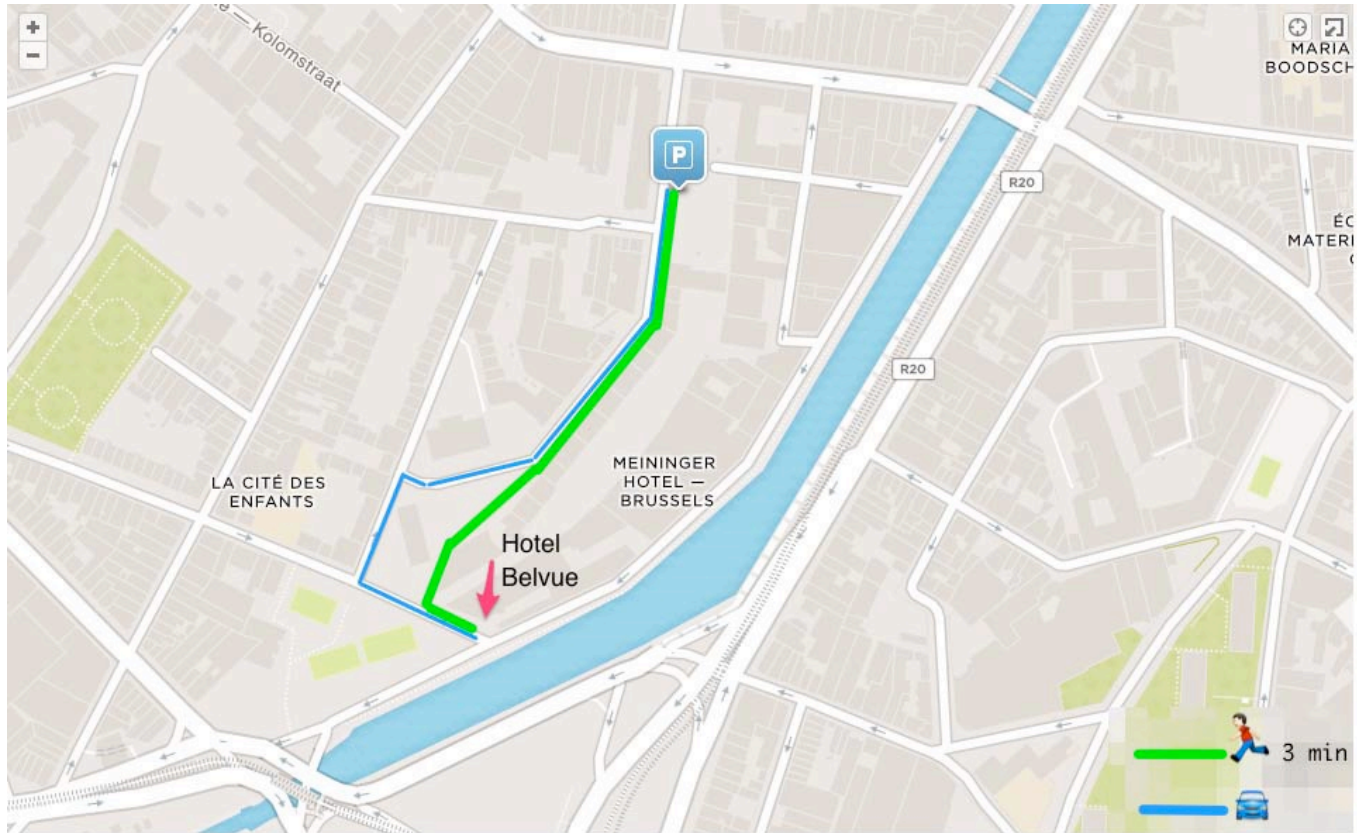 +
−
e — Kolomstraat
MARIA
BOODSCH
P
R20
ÉC
MATERI
R20
MEININGER
HOTEL —
BRUSSELS
LA CITÉ DES
ENFANTS
Hotel
Belvue
3 min